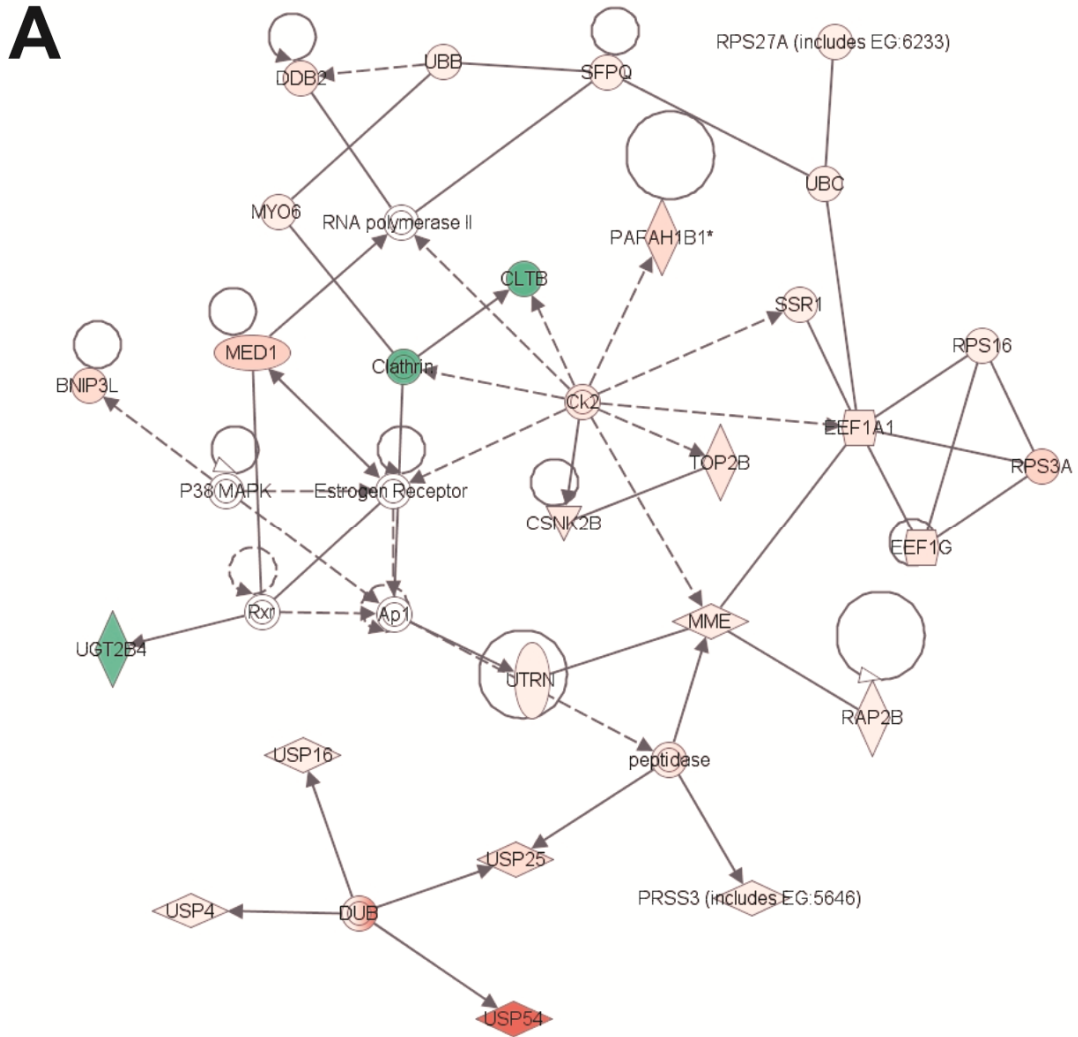 A
RPS27A (includes EG:6233)
UBB
SFPQ
DDB2
UBC
MYO6
RNA polymerase II
PAFAH1B1*
CLTB
SSR1
RPS16
MED1
Clathrin
BNIP3L
Ck2
EEF1A1
TOP2B
RPS3A
P38 MAPK
Estrogen Receptor
CSNK2B
EEF1G
Rxr
Ap1
MME
UGT2B4
UTRN
RAP2B
USP16
peptidase
USP25
PRSS3 (includes EG:5646)
USP4
DUB
USP54